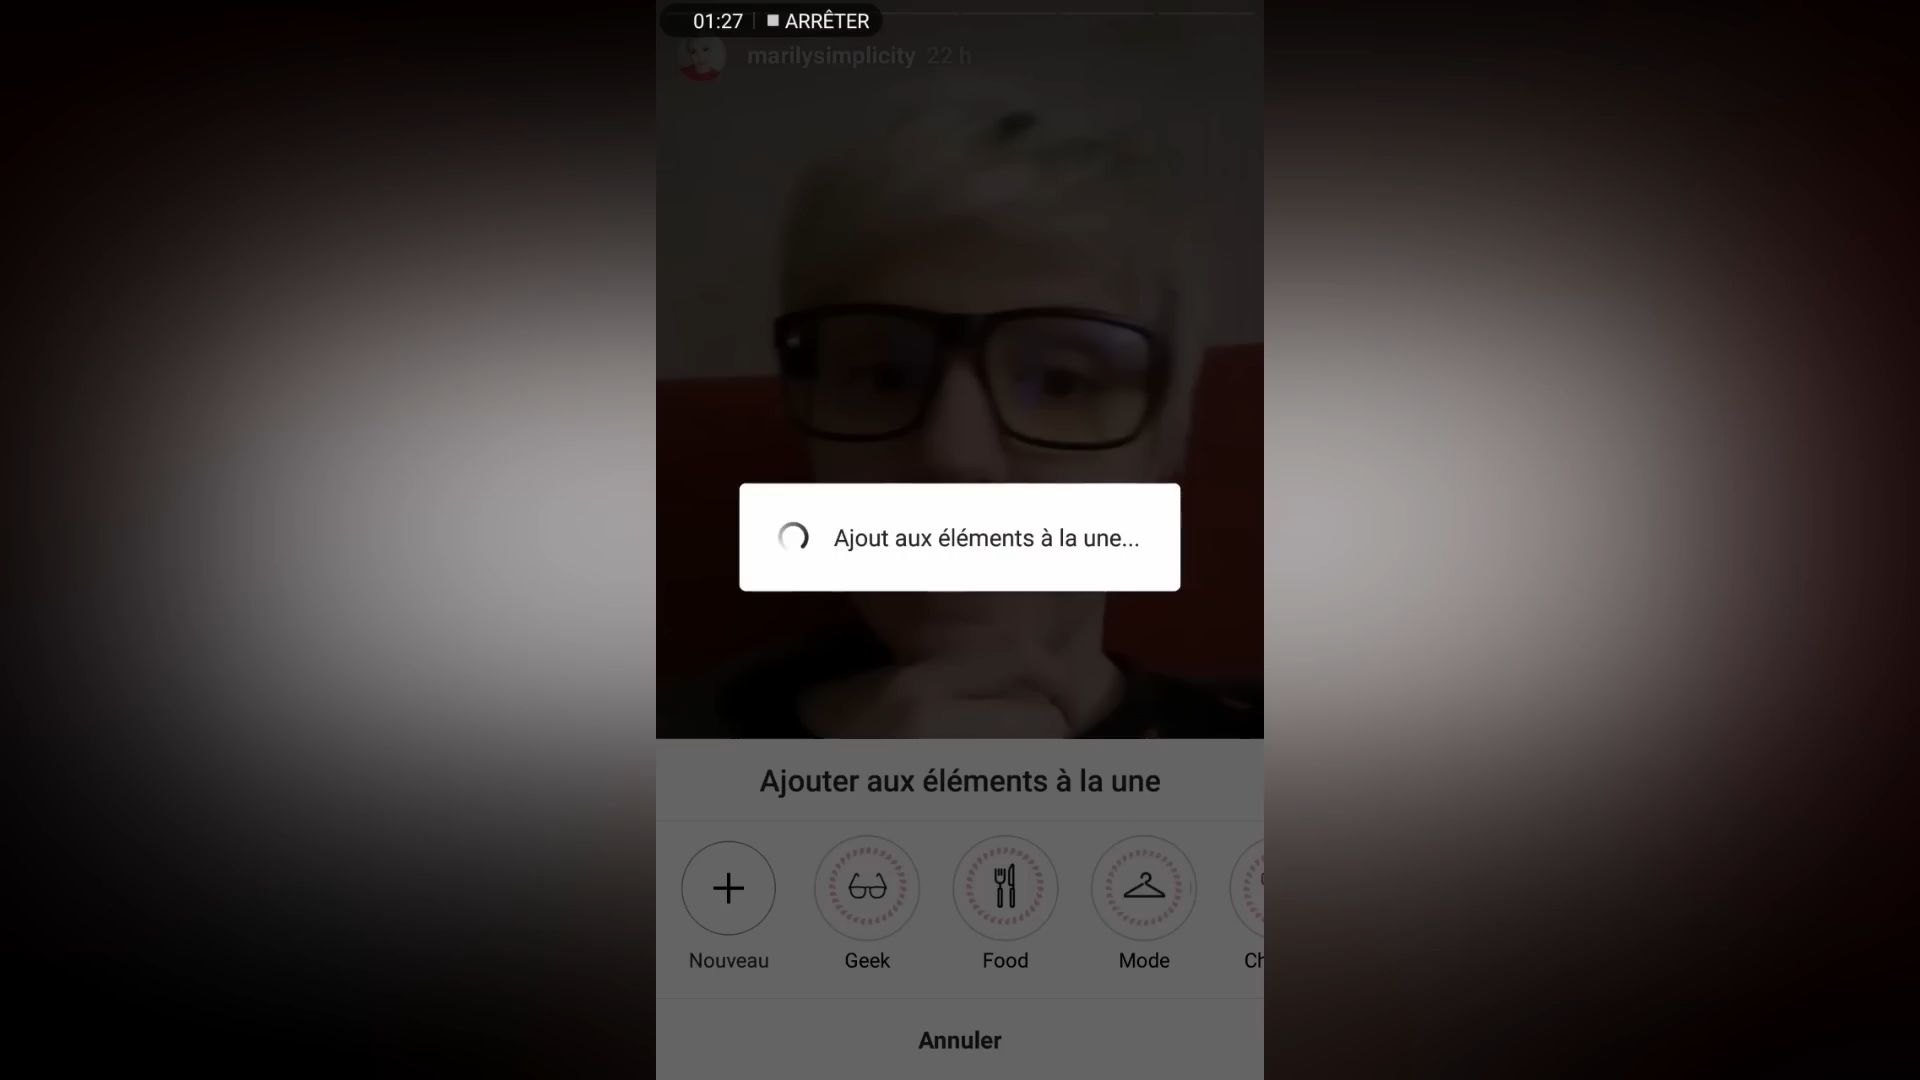 01:27 ARRÊTER
marilysimplicity 22 h
Ajout aux éléments à la une...
Ajouter aux éléments à la une
Nouveau Geek Food Mode Ch
Annuler